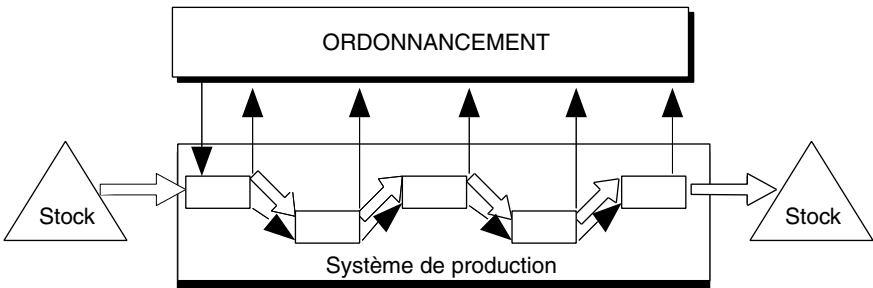 ORDONNANCEMENT
Stock
Stock
Système de production